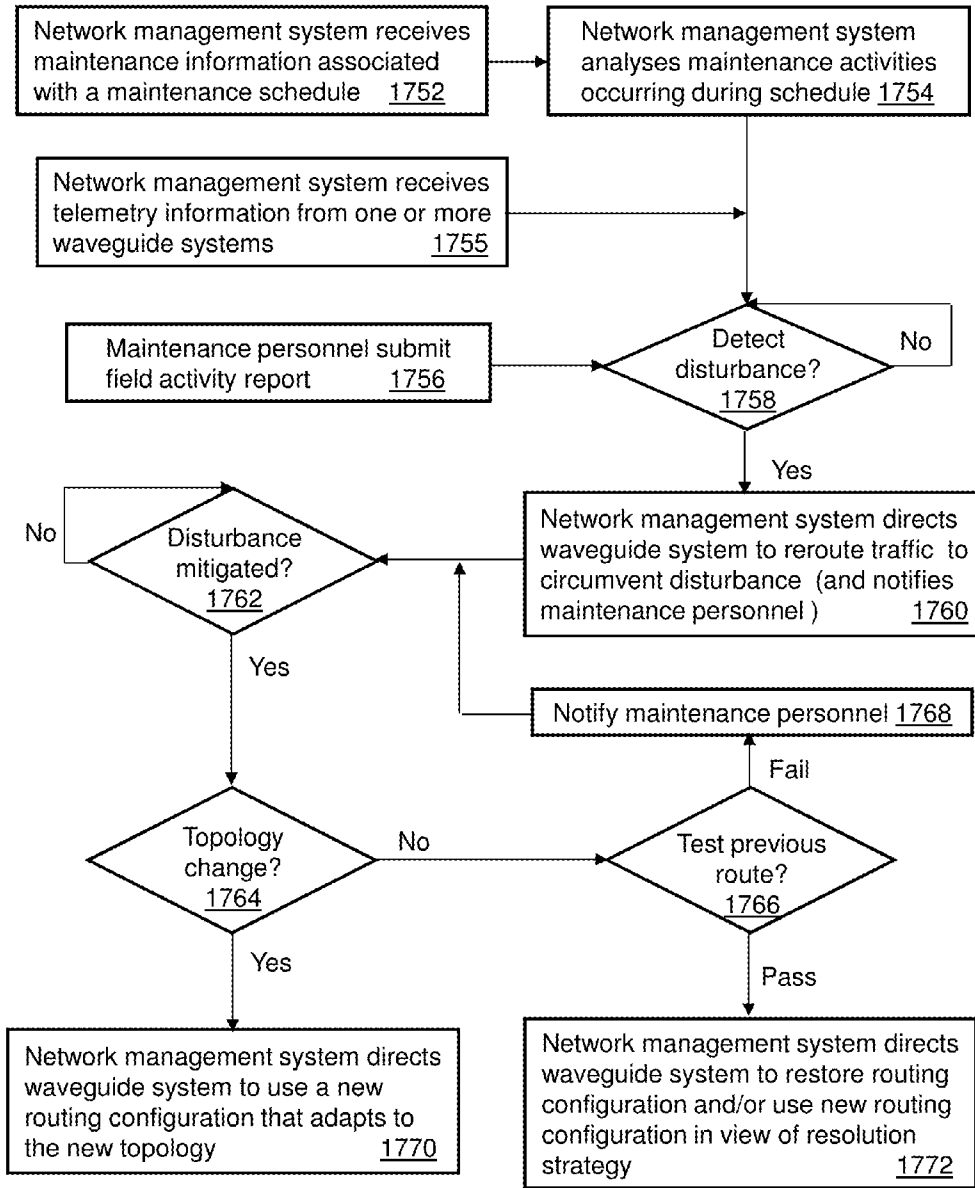 Network management system receives
maintenance information associated
with a maintenance schedule 1752
Network management system
analyses maintenance activities
occurring during schedule 1754
Network management system receives
telemetry information from one or more
waveguide systems 1755
Maintenance personnel submit
field activity report 1756
Detect
disturbance?
1758
No
Yes
Network management system directs
waveguide system to reroute traffic to
circumvent disturbance (and notifies
maintenance personnel ) 1760
No
Disturbance
mitigated?
1762
Yes
Notify maintenance personnel 1768
Fail
Topology
change?
1764
No
Test previous
route?
1766
Yes
Pass
Network management system directs
waveguide system to use a new
routing configuration that adapts to
the new topology 1770
Network management system directs
waveguide system to restore routing
configuration and/or use new routing
configuration in view of resolution
strategy 1772